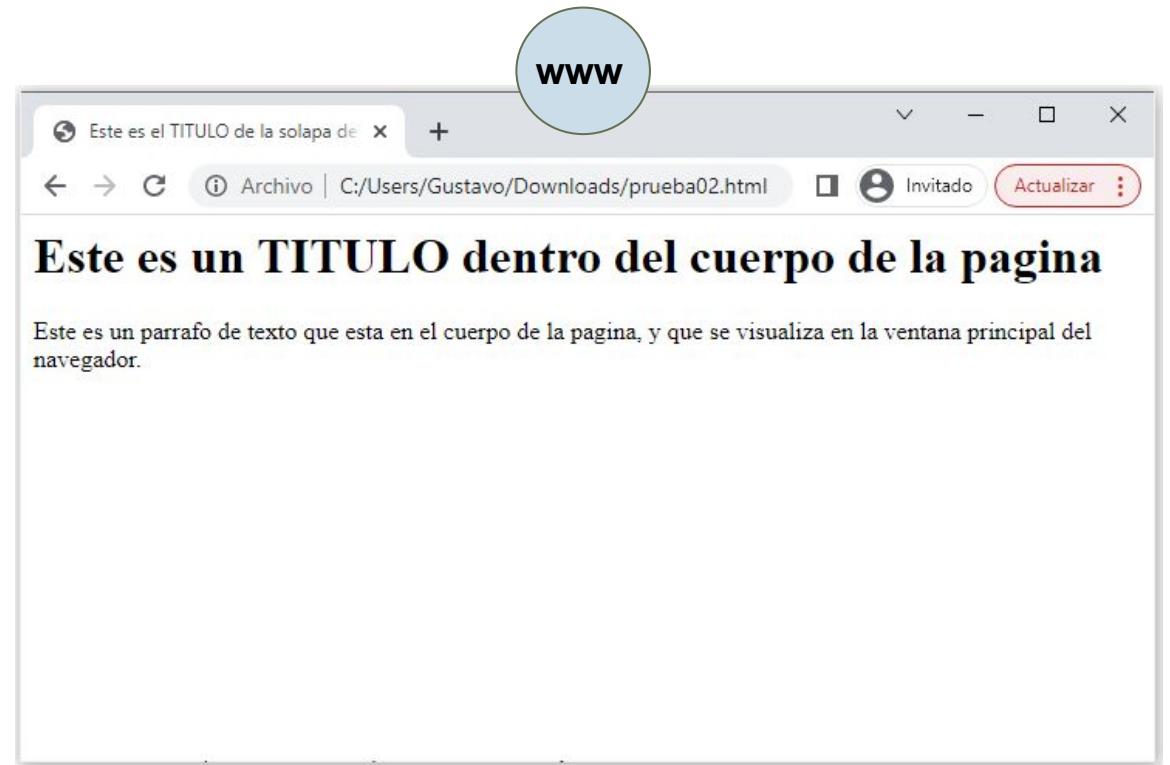 www
Este es el TITULO de la solapa de
Archivo | C:/Users/Gustavo/Downloads/prueba02.html
Invitado
Actualizar
Este es un TITULO dentro del cuerpo de la pagina
Este es un parrafo de texto que esta en el cuerpo de la pagina, y que se visualiza en la ventana principal del
navegador.